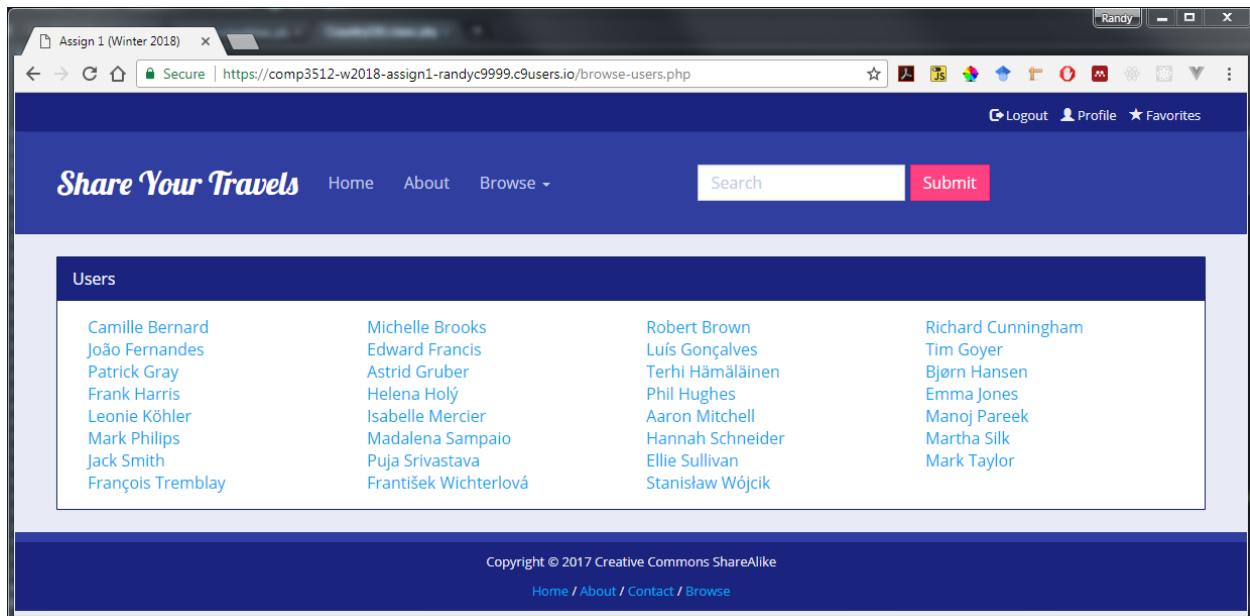 Randy
Assign 1 (Winter 2018)
Secure | https://comp3512-w2018-assign1-randyc9999.c9users.io/browse-users.php
Logout Profile Favorites
Share Your Travels Home About Browse Search Submit
Users
Camille Bernard Michelle Brooks Robert Brown Richard Cunningham
João Fernandes Edward Francis Luís Gonçalves Tim Goyer
Patrick Gray Astrid Gruber Terhi Hämäläinen Bjørn Hansen
Frank Harris Helena Holý Phil Hughes Emma Jones
Leonie Köhler Isabelle Mercier Aaron Mitchell Manoj Pareek
Mark Philips Madalena Sampaio Hannah Schneider Martha Silk
Jack Smith Puja Srivastava Ellie Sullivan Mark Taylor
François Tremblay František Wichterlová Stanisław Wójcik
Copyright © 2017 Creative Commons ShareAlike
Home / About / Contact / Browse